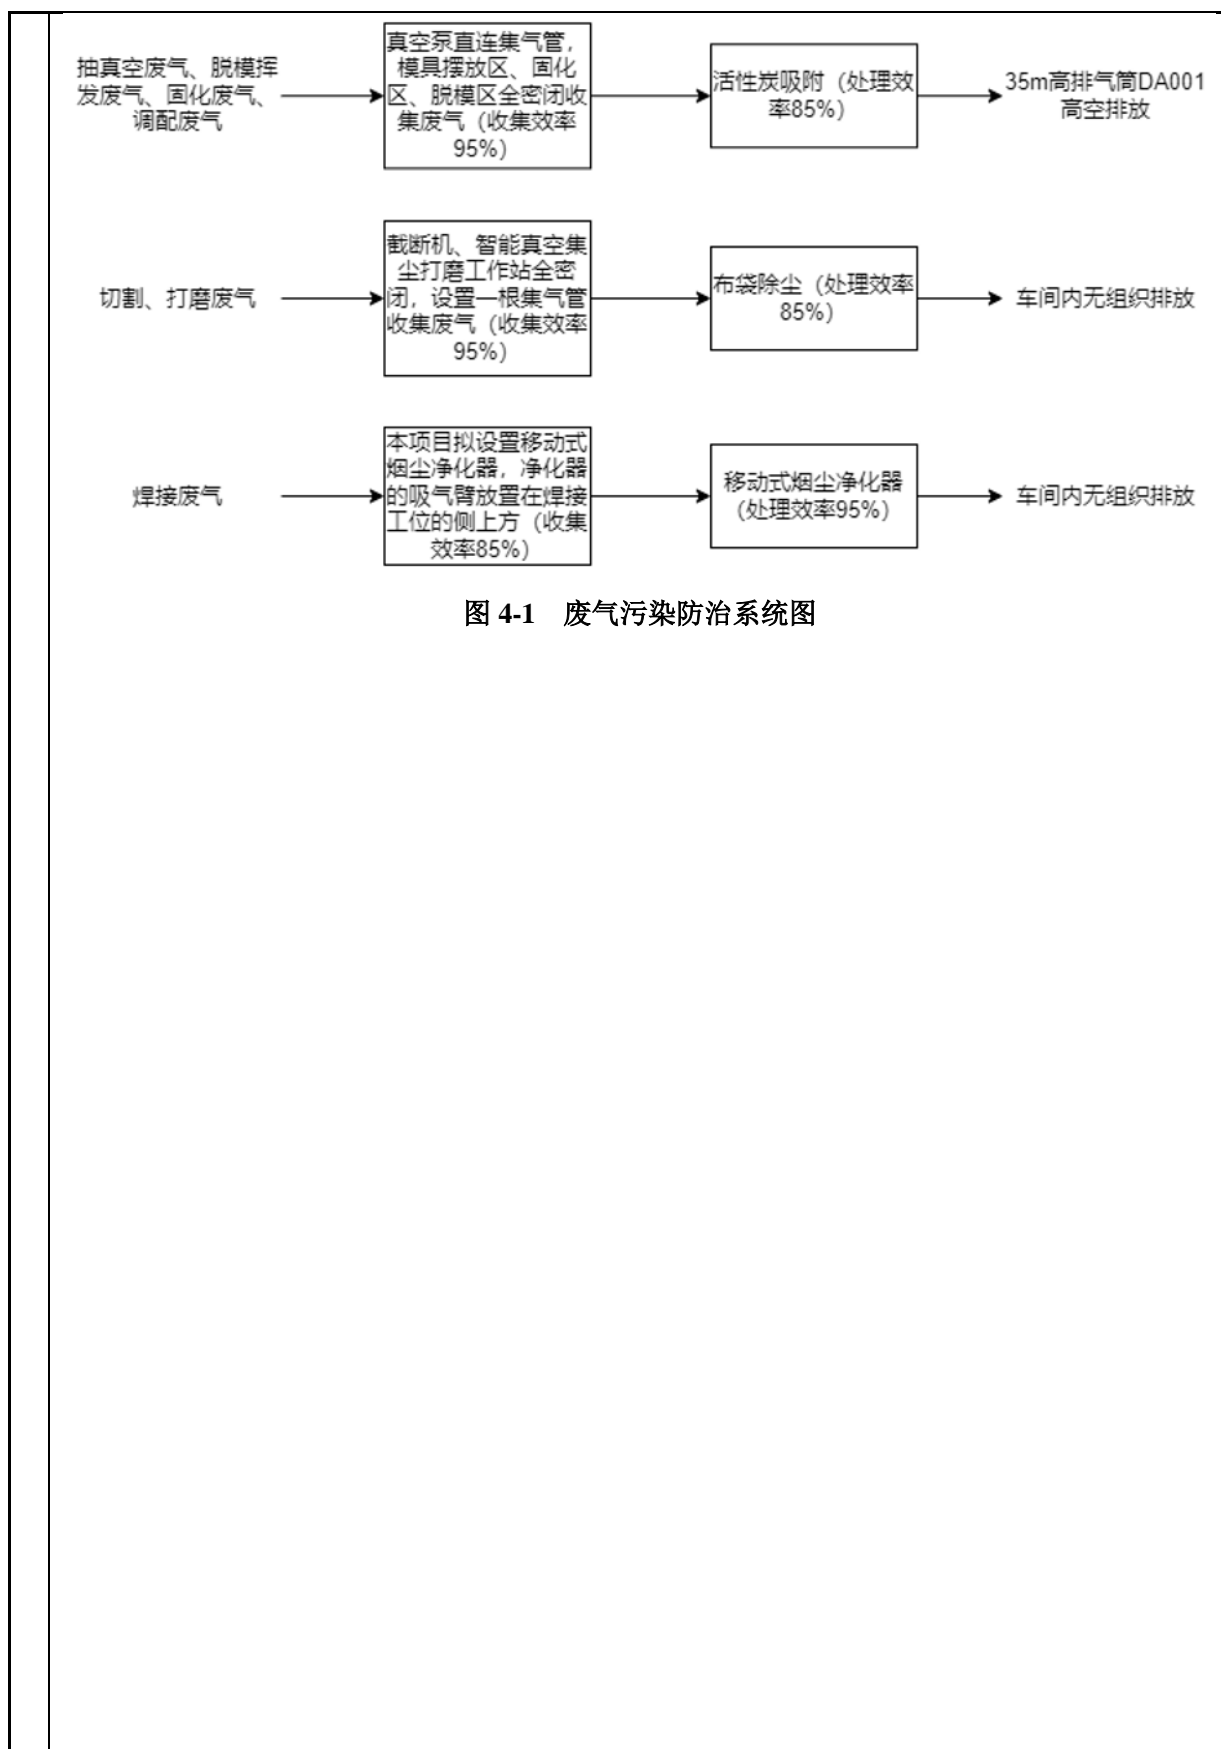 抽真空废气、脱模挥
发废气、固化废气、
调配废气
真空泵直连集气管，
模具摆放区、固化
区、脱模区全密闭收
集废气（收集效率
95%）
活性炭吸附（处理效
率85%）
35m高排气筒DA001
高空排放
切割、打磨废气
截断机、智能真空集
尘打磨工作站全密
闭，设置一根集气管
收集废气（收集效率
95%）
布袋除尘（处理效率
85%）
车间内无组织排放
焊接废气
本项目拟设置移动式
烟尘净化器，净化器
的吸气臂放置在焊接
工位的侧上方（收集
效率85%）
移动式烟尘净化器
（处理效率95%）
车间内无组织排放
图 4-1 废气污染防治系统图